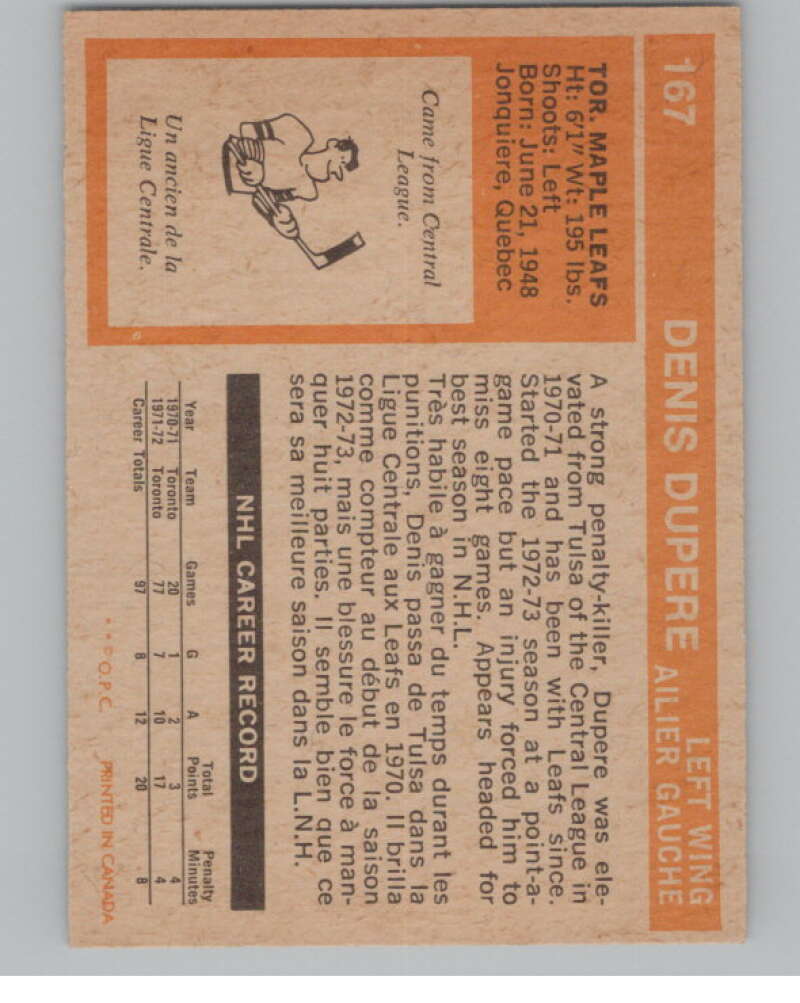 167 DENIS DUPERE LEFT WING
AILIER GAUCHE
TOR. MAPLE LEAFS
Ht: 6'1" Wt: 195 lbs.
Shoots: Left
Born: June 21, 1948
Jonquiere, Quebec
Came from Central
League.
Un ancien de la
Ligue Centrale.
A strong penalty-killer, Dupere was ele-
vated from Tulsa of the Central League in
1970-71 and has been with Leafs since.
Started the 1972-73 season at a point-a-
game pace but an injury forced him to
miss eight games. Appears headed for
best season in N.H.L.
Très habile à gagner du temps durant les
punitions, Denis passa de Tulsa dans la
Ligue Centrale aux Leafs en 1970. Il brilla
comme compteur au début de la saison
1972-73, mais une blessure le force à man-
quer huit parties. Il semble bien que ce
sera sa meilleure saison dans la L.N.H.
NHL CAREER RECORD
Year Team Games G A Total Points Penalty Minutes
1970-71 Toronto 20 1 2 3 4
1971-72 Toronto 77 7 10 17 4
Career Totals 97 8 12 20 8
* * © O.P.C. PRINTED IN CANADA